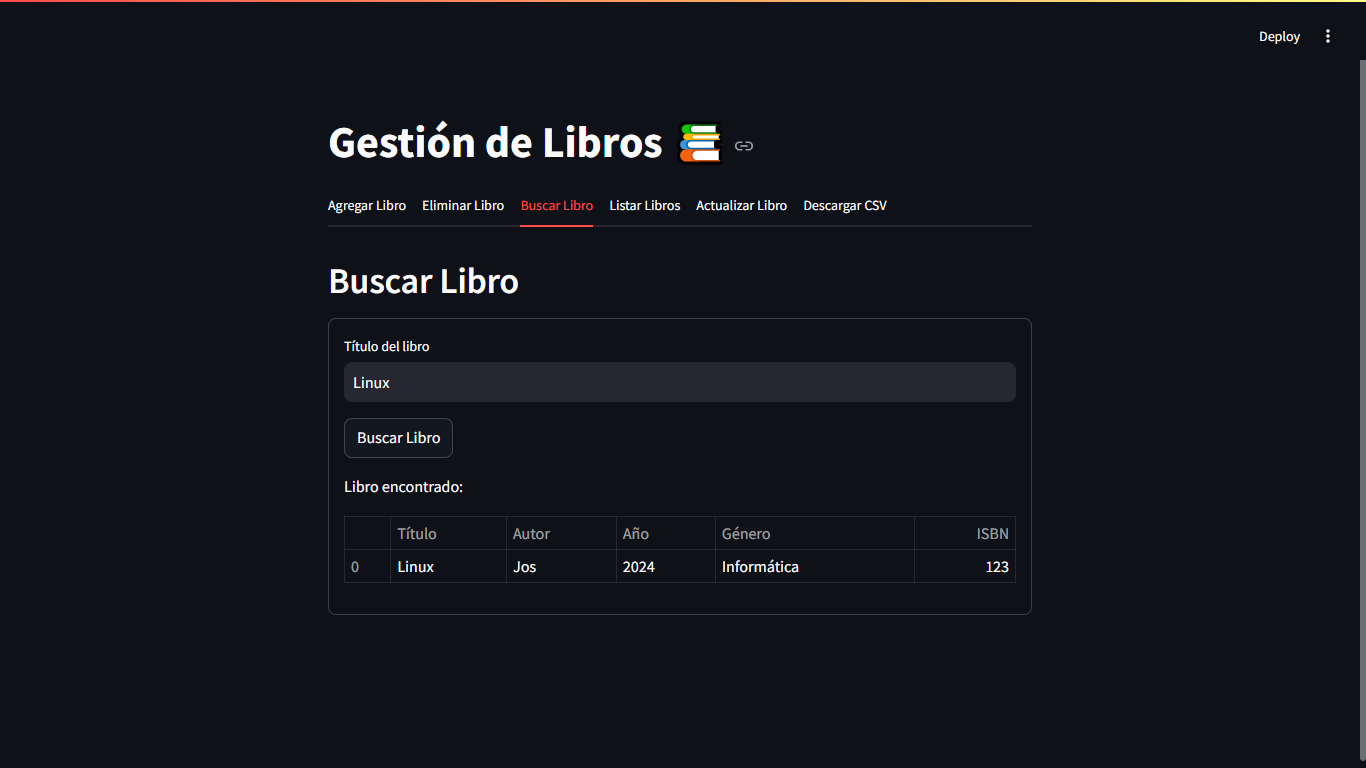 Deploy
Gestión de Libros
Agregar Libro Eliminar Libro Buscar Libro Listar Libros Actualizar Libro Descargar CSV
Buscar Libro
Título del libro
Linux
Buscar Libro
Libro encontrado:
Título Autor Año Género ISBN
0 Linux Jos 2024 Informática 123